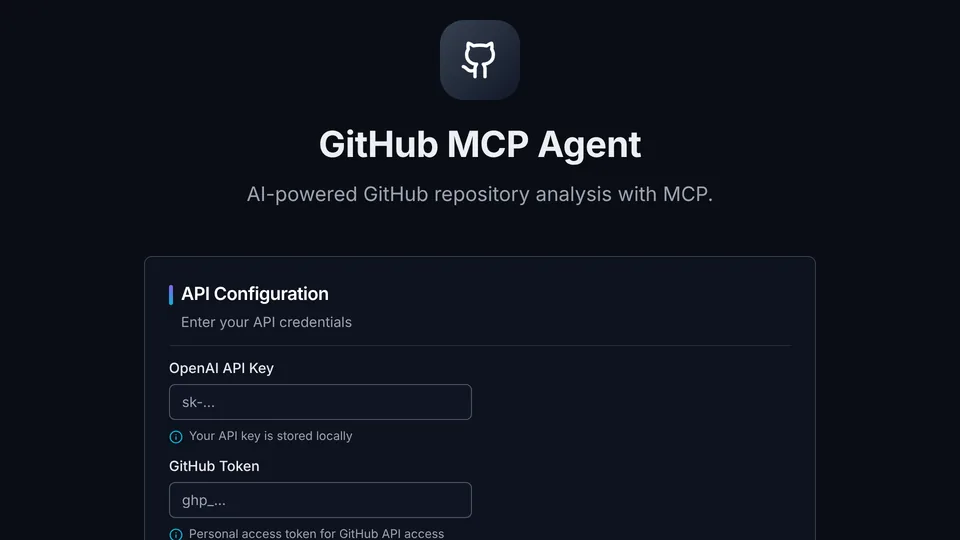 GitHub MCP Agent
AI-powered GitHub repository analysis with MCP.
API Configuration
Enter your API credentials
OpenAI API Key
sk-...
Your API key is stored locally
GitHub Token
ghp_...
Personal access token for GitHub API access